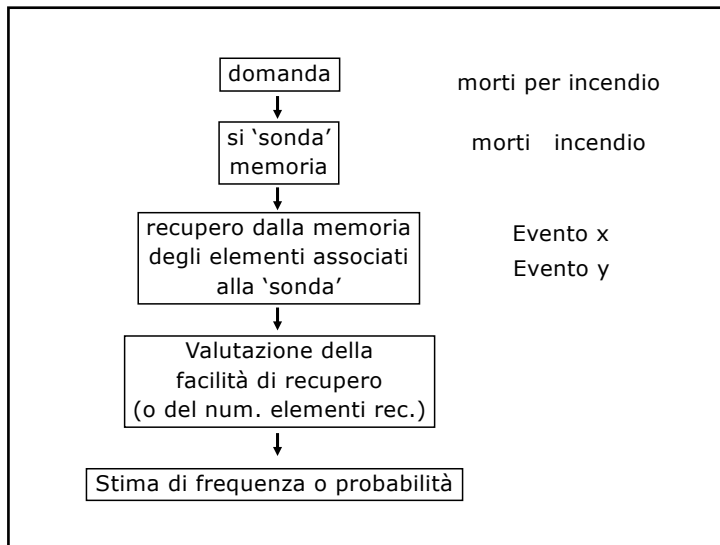 domanda
morti per incendio
si ‘sonda’
memoria
morti incendio
recupero dalla memoria
degli elementi associati
alla ‘sonda’
Evento x
Evento y
Valutazione della
facilità di recupero
(o del num. elementi rec.)
Stima di frequenza o probabilità